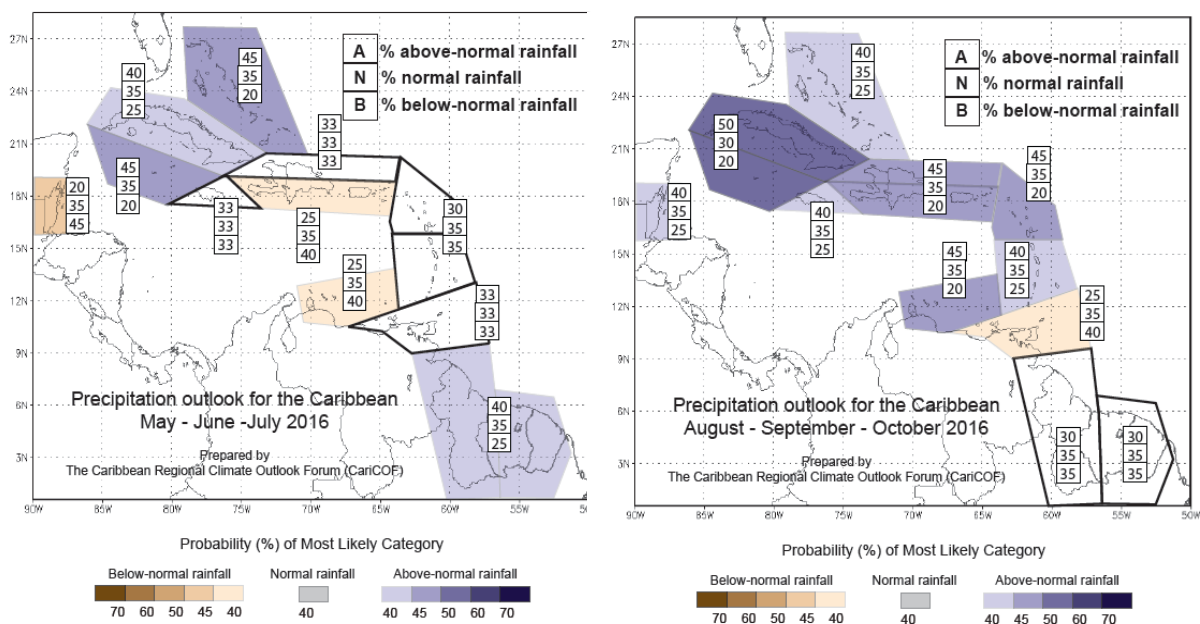 27N
24N
21N
18N
15N
12N
9N
6N
3N
90W
85W
80W
75W
70W
65W
60W
55W
A % above-normal rainfall
N % normal rainfall
B % below-normal rainfall
45
35
20
40
35
25
33
33
33
45
35
20
20
35
45
33
33
33
25
35
40
30
35
35
25
35
40
33
33
33
40
35
25
Precipitation outlook for the Caribbean
May - June -July 2016
Prepared by
The Caribbean Regional Climate Outlook Forum (CariCOF)
Probability (%) of Most Likely Category
Below-normal rainfall
70 60 50 45 40
Normal rainfall
40
Above-normal rainfall
40 45 50 60 70
27N
24N
21N
18N
15N
12N
9N
6N
3N
90W
85W
80W
75W
70W
65W
60W
55W
50W
A % above-normal rainfall
N % normal rainfall
B % below-normal rainfall
40
35
25
50
30
20
45
35
20
45
35
20
40
35
25
40
35
25
45
35
20
40
35
25
25
35
40
30
35
35
30
35
35
Precipitation outlook for the Caribbean
August - September - October 2016
Prepared by
The Caribbean Regional Climate Outlook Forum (CariCOF)
Probability (%) of Most Likely Category
Below-normal rainfall
70 60 50 45 40
Normal rainfall
40
Above-normal rainfall
40 45 50 60 70